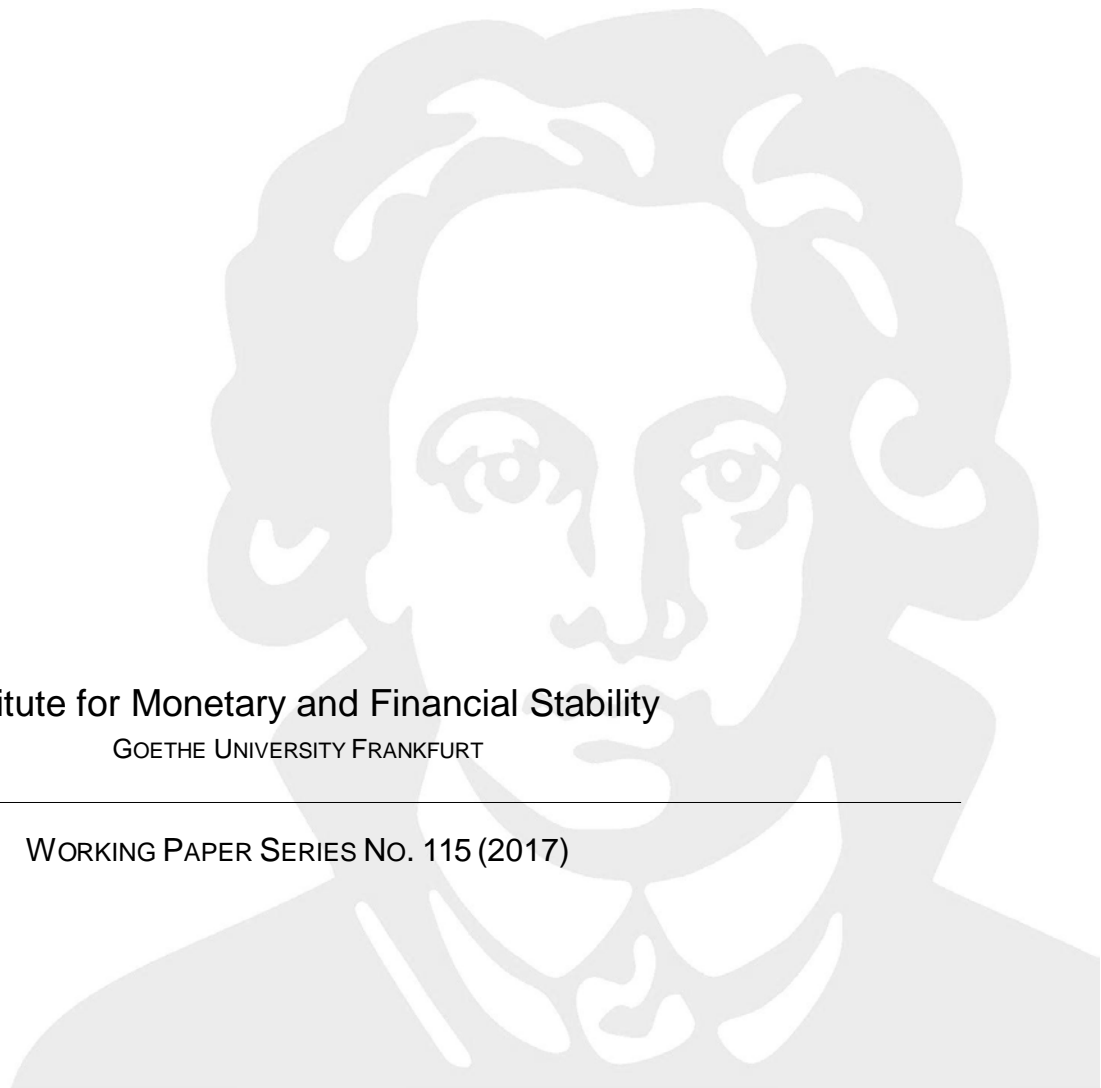 itute for Monetary and Financial Stability
GOETHE UNIVERSITY FRANKFURT
WORKING PAPER SERIES NO. 115 (2017)